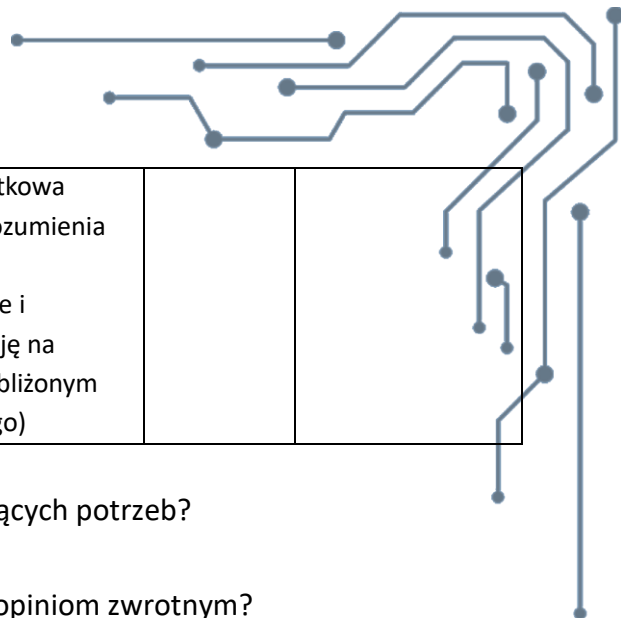 tkowa
ozumienia
e i
ję na
bliżonym
go)
ących potrzeb?
opiniom zwrotnym?